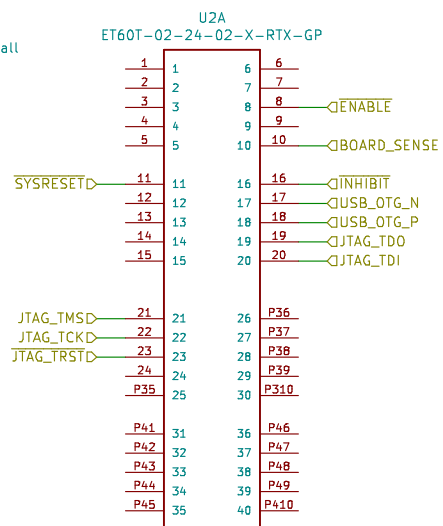 all
U2A
ET60T-02-24-02-X-RTX-GP
1 1 6 6
2 2 7 7
3 3 8 8 ENABLE
4 4 9 9
5 5 10 10 BOARD_SENSE
SYSRESET 11 11 16 16 INHIBIT
12 12 17 17 USB_OTG_N
13 13 18 18 USB_OTG_P
14 14 19 19 JTAG_TDO
15 15 20 20 JTAG_TDI
JTAG_TMS 21 21 26 P36
JTAG_TCK 22 22 27 P37
JTAG_TRST 23 23 28 P38
24 24 29 P39
P35 25 30 P310
P41 31 36 P46
P42 32 37 P47
P43 33 38 P48
P44 34 39 P49
P45 35 40 P410